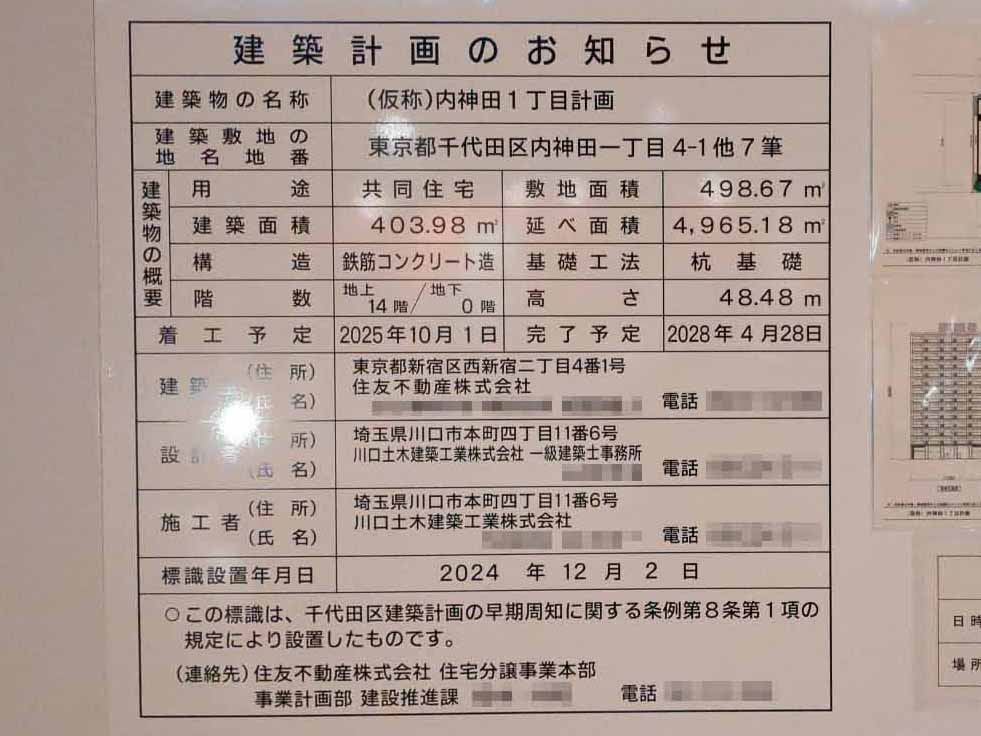 建築計画のお知らせ
建築物の名称 (仮称)内神田1丁目計画
建築敷地の
地名地番 東京都千代田区内神田一丁目4-1他7筆
建築物の概要
用途 共同住宅 敷地面積 498.67㎡
建築面積 403.98㎡ 延べ面積 4,965.18㎡
構造 鉄筋コンクリート造 基礎工法 杭基礎
階数 地上14階/地下0階 高さ 48.48m
着工予定 2025年10月1日 完了予定 2028年4月28日
(住所) 東京都新宿区西新宿二丁目4番1号
建築 住友不動産株式会社
氏名) 電話
住所) 埼玉県川口市本町四丁目11番6号
設 川口土木建築工業株式会社 一級建築士事務所
(氏名) 電話
(住所) 埼玉県川口市本町四丁目11番6号
施工者 川口土木建築工業株式会社
(氏名) 電話
標識設置年月日 2024年12月2日
○この標識は、千代田区建築計画の早期周知に関する条例第8条第1項の
規定により設置したものです。
(連絡先)住友不動産株式会社 住宅分譲事業本部
事業計画部 建設推進課 電話
日時
場所